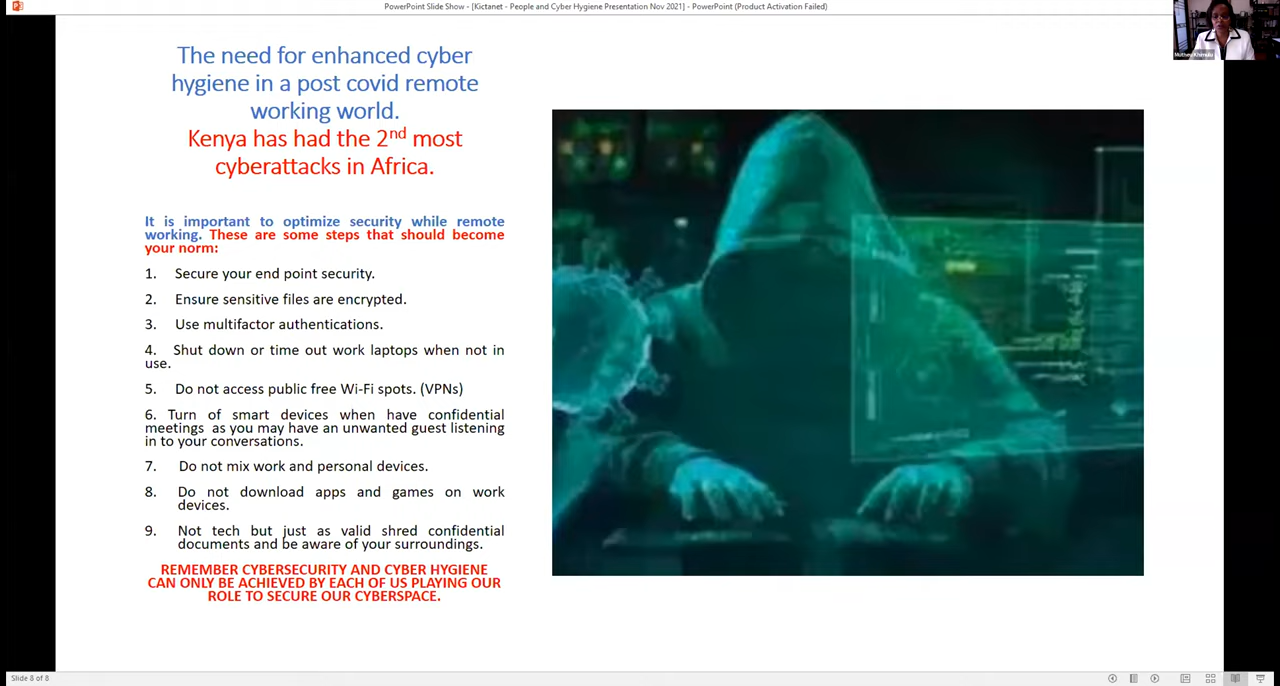 PowerPoint Slide Show - [Kictanet - People and Cyber Hygiene Presentation Nov 2021] - PowerPoint (Product Activation Failed)
The need for enhanced cyber
hygiene in a post covid remote
working world.
Kenya has had the 2nd most
cyberattacks in Africa.
It is important to optimize security while remote
working. These are some steps that should become
your norm:
1. Secure your end point security.
2. Ensure sensitive files are encrypted.
3. Use multifactor authentications.
4. Shut down or time out work laptops when not in
use.
5. Do not access public free Wi-Fi spots. (VPNs)
6. Turn of smart devices when have confidential
meetings as you may have an unwanted guest listening
in to your conversations.
7. Do not mix work and personal devices.
8. Do not download apps and games on work
devices.
9. Not tech but just as valid shred confidential
documents and be aware of your surroundings.
REMEMBER CYBERSECURITY AND CYBER HYGIENE
CAN ONLY BE ACHIEVED BY EACH OF US PLAYING OUR
ROLE TO SECURE OUR CYBERSPACE.
Slide 8 of 8